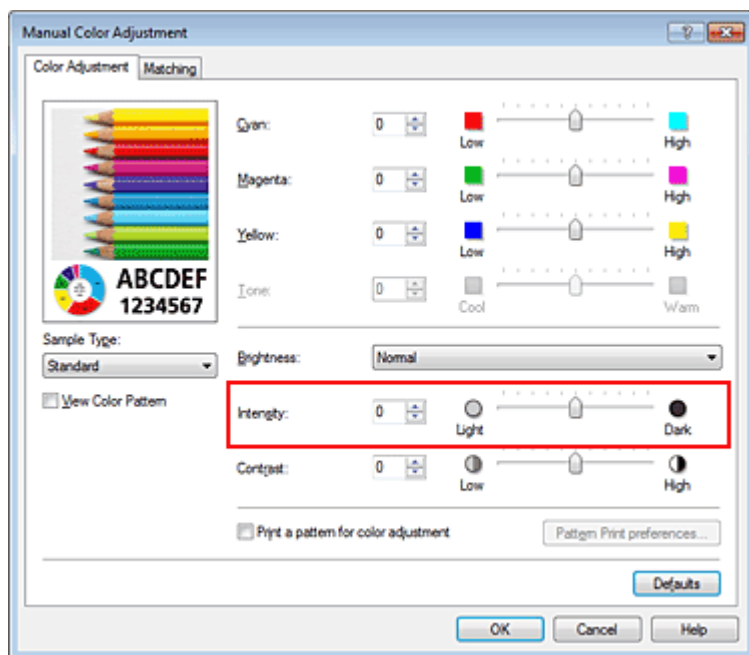 Manual Color Adjustment
Color Adjustment Matching
Cyan: 0 Low High
Magenta: 0 Low High
Yellow: 0 Low High
Tone: 0 Cool Warm
ABCDEF
1234567
Sample Type:
Standard
View Color Pattern
Brightness: Normal
Intensity: 0 Light Dark
Contrast: 0 Low High
Print a pattern for color adjustment Pattern Print preferences...
Defaults
OK Cancel Help